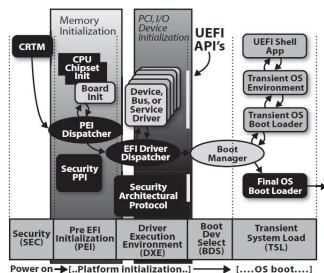 Memory
Initialization
PCI, I/O
Device
Initialization
UEFI
API's
CRTM
CPU
Chipset
Init
Board
Init
Device,
Bus, or
Service
Driver
UEFI Shell
App
Transient OS
Environment
Transient OS
Boot Loader
PEI
Dispatcher
EFI Driver
Dispatcher
Boot
Manager
Security
PPI
Security
Architectural
Protocol
Final OS
Boot Loader
Security
(SEC)
Pre EFI
Initialization
(PEI)
Driver
Execution
Environment
(DXE)
Boot
Dev
Select
(BDS)
Transient
System Load
(TSL)
Power on [..Platform initialization..] [....OS boot....]